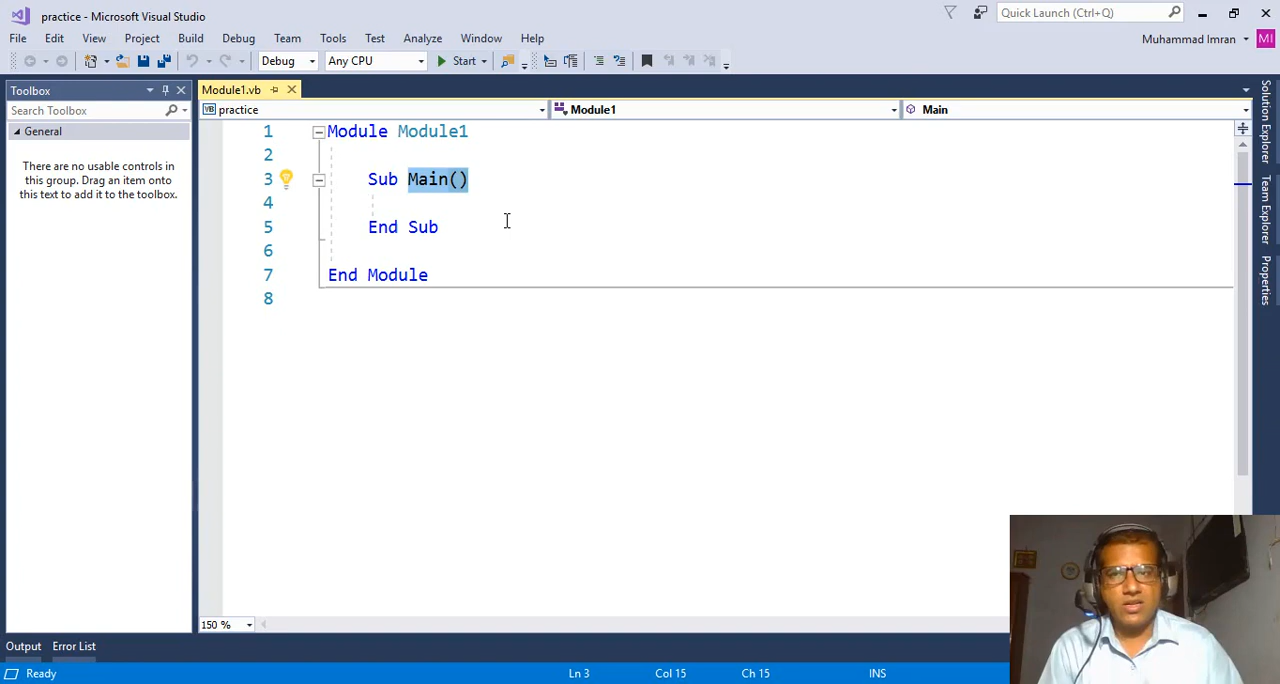 practice - Microsoft Visual Studio
Quick Launch (Ctrl+Q)
File Edit View Project Build Debug Team Tools Test Analyze Window Help
Muhammad Imran MI
Debug Any CPU Start
Toolbox
Module1.vb
Search Toolbox
VB practice Module1 Main
General
There are no usable controls in
this group. Drag an item onto
this text to add it to the toolbox.
1 Module Module1
2
3 Sub Main()
4
5 End Sub
6
7 End Module
8
Solution Explorer
Team Explorer
Properties
150 %
Output Error List
Ready Ln 3 Col 15 Ch 15 INS